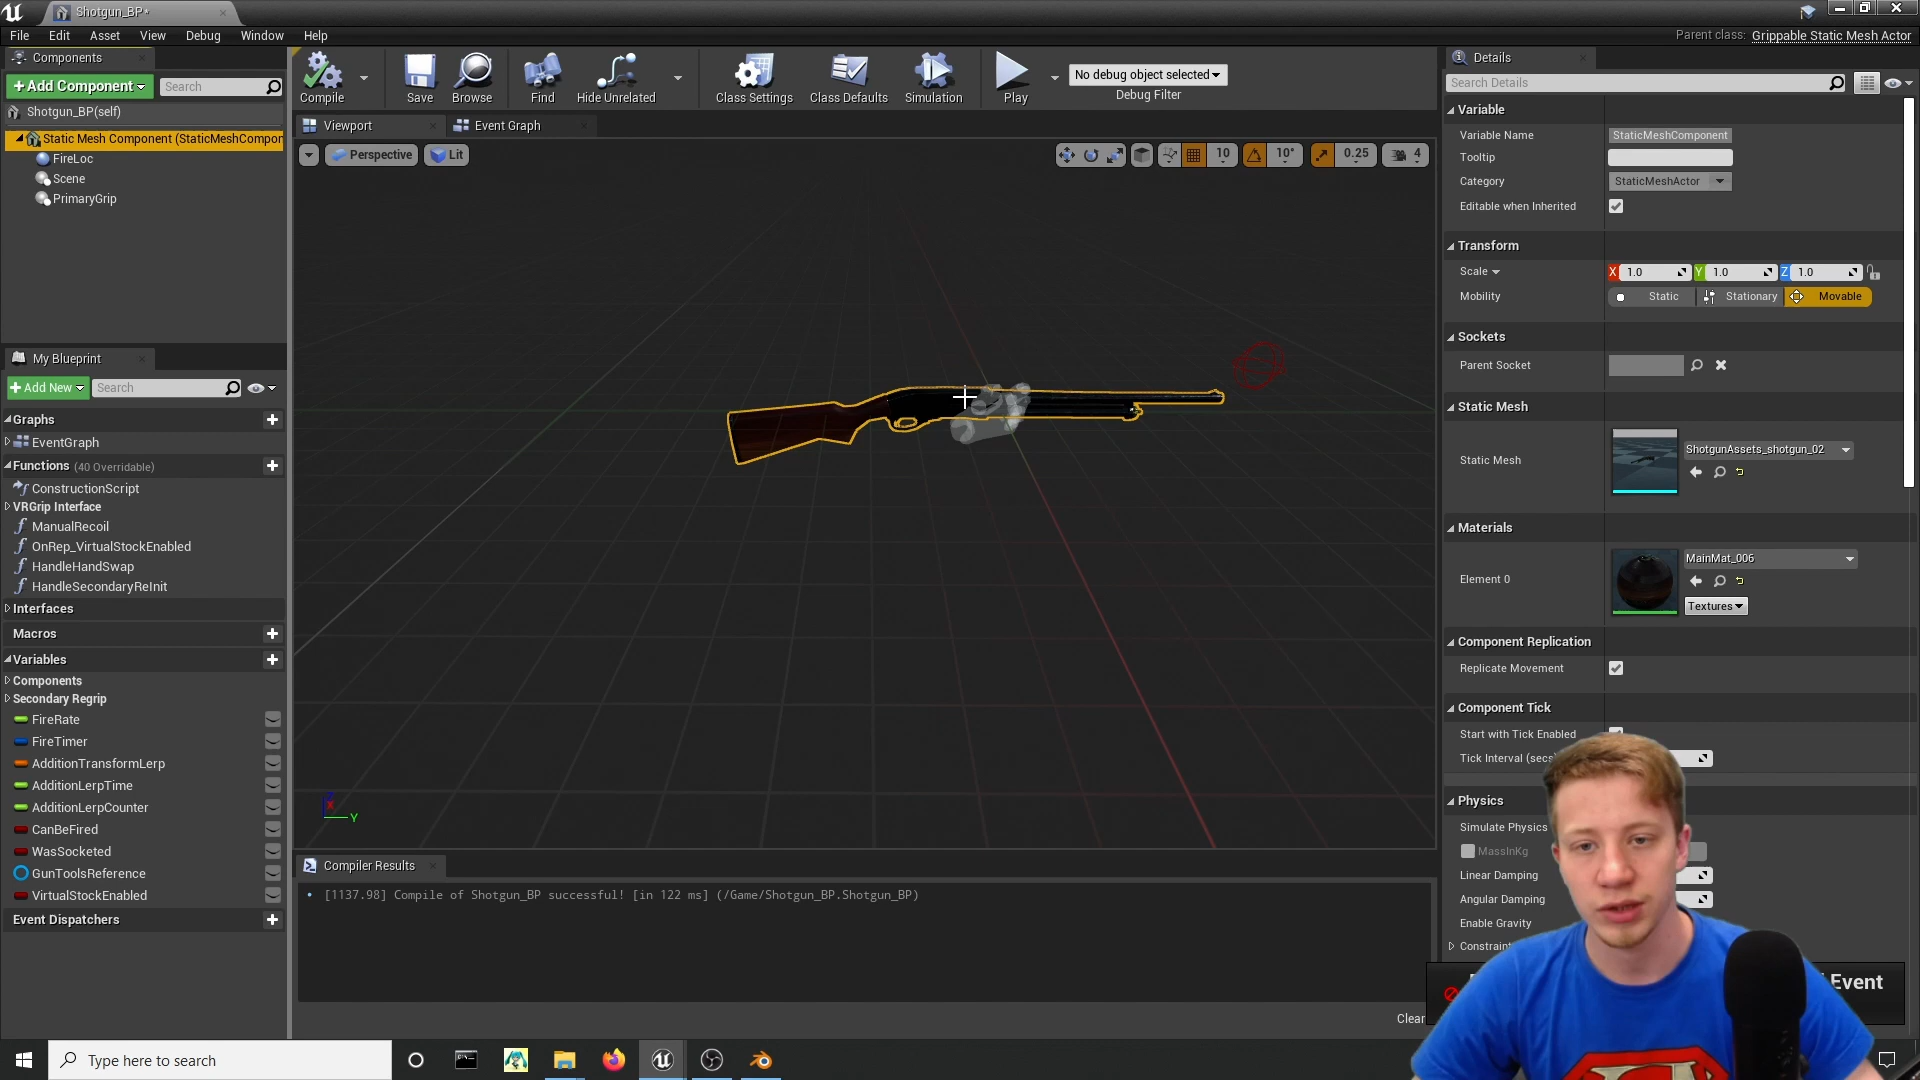 Shotgun_BP*
File Edit Asset View Debug Window Help
Parent class: Grippable Static Mesh Actor
Components
+ Add Component
Search
Shotgun_BP(self)
Static Mesh Component (StaticMeshCompon
FireLoc
Scene
PrimaryGrip
Compile
Save
Browse
Find
Hide Unrelated
Class Settings
Class Defaults
Simulation
Play
No debug object selected
Debug Filter
Viewport
Event Graph
Perspective
Lit
10
10°
0.25
4
X
Y
My Blueprint
+ Add New
Search
Graphs
EventGraph
Functions (40 Overridable)
ConstructionScript
VRGrip Interface
ManualRecoil
OnRep_VirtualStockEnabled
HandleHandSwap
HandleSecondaryReInit
Interfaces
Macros
Variables
Components
Secondary Regrip
FireRate
FireTimer
AdditionTransformLerp
AdditionLerpTime
AdditionLerpCounter
CanBeFired
WasSocketed
GunToolsReference
VirtualStockEnabled
Event Dispatchers
Compiler Results
[1137.98] Compile of Shotgun_BP successful! [in 122 ms] (/Game/Shotgun_BP.Shotgun_BP)
Clear
Details
Search Details
Variable
Variable Name StaticMeshComponent
Tooltip
Category StaticMeshActor
Editable when Inherited
Transform
Scale X 1.0 Y 1.0 Z 1.0
Mobility Static Stationary Movable
Sockets
Parent Socket
Static Mesh
Static Mesh ShotgunAssets_shotgun_02
Materials
Element 0 MainMat_006
Textures
Component Replication
Replicate Movement
Component Tick
Start with Tick Enabled
Tick Interval (secs
Physics
Simulate Physics
MassInKg
Linear Damping
Angular Damping
Enable Gravity
Constraint
Event
Type here to search